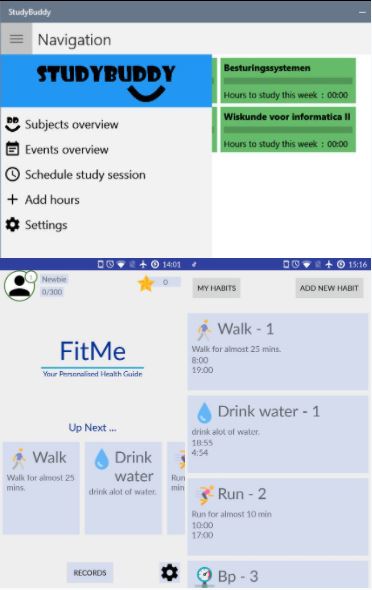 StudyBuddy
Navigation
STUDYBUDDY
Subjects overview
Events overview
Schedule study session
Add hours
Settings
Besturingssystemen
Hours to study this week : 00:00
Wiskunde voor informatica II
Hours to study this week : 00:00
14:01
1
Newbie
0/300
0
FitMe
Your Personalised Health Guide
Up Next ...
Walk
Walk for almost 25
mins.
Drink
water
drink alot of water.
Run
min
RECORDS
15:16
MY HABITS
ADD NEW HABIT
Walk - 1
Walk for almost 25 mins.
8:00
19:00
Drink water - 1
drink alot of water.
18:55
4:54
Run - 2
Run for almost 10 min
10:00
17:00
Bp - 3